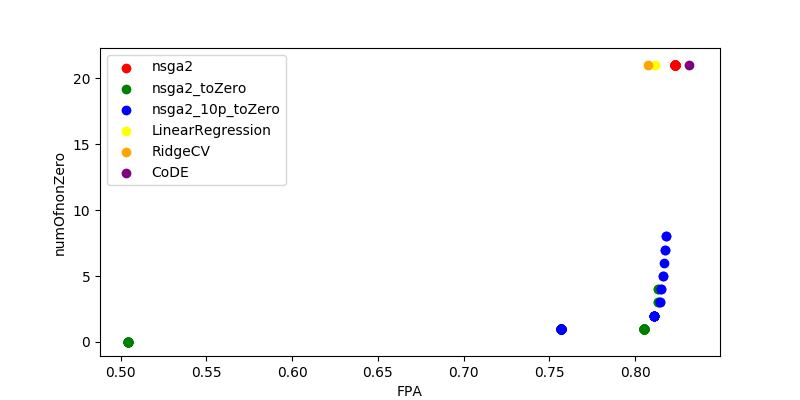 nsga2
nsga2_toZero
nsga2_10p_toZero
LinearRegression
RidgeCV
CoDE
numOfnonZero
20
15
10
5
0
0.50 0.55 0.60 0.65 0.70 0.75 0.80
FPA